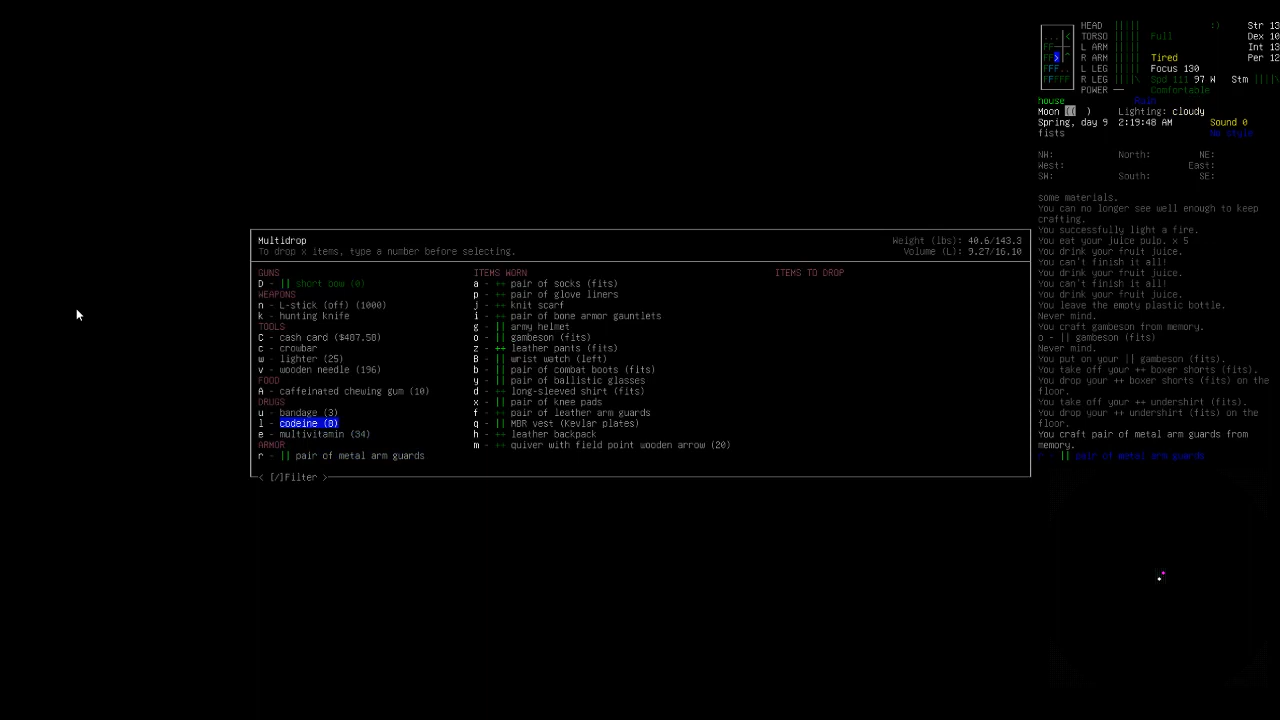 HEAD ||||| :) Str 13
TORSO ||||| Full Dex 10
L ARM ||||| Int 13
R ARM ||||| Tired Per 12
L LEG ||||| Focus 130
R LEG ||||\ Spd 111 97 W Stm ||||\
POWER — Comfortable
house Rain
Moon (( ) Lighting: cloudy
Spring, day 9 2:19:48 AM Sound 0
fists No style
NW: North: NE:
West: East:
SW: South: SE:
some materials.
You can no longer see well enough to keep
crafting.
You successfully light a fire.
You eat your juice pulp. x 5
You drink your fruit juice.
You can't finish it all!
You drink your fruit juice.
You can't finish it all!
You drink your fruit juice.
You leave the empty plastic bottle.
Never mind.
You craft gambeson from memory.
o - || gambeson (fits)
Never mind.
You put on your || gambeson (fits).
You take off your ++ boxer shorts (fits).
You drop your ++ boxer shorts (fits) on the
floor.
You take off your ++ undershirt (fits).
You drop your ++ undershirt (fits) on the
floor.
You craft pair of metal arm guards from
memory.
r - || pair of metal arm guards
Multidrop
To drop x items, type a number before selecting.
Weight (lbs): 40.6/143.3
Volume (L): 9.27/16.10
GUNS
D - || short bow (0)
WEAPONS
n - L-stick (off) (1000)
k - hunting knife
TOOLS
C - cash card ($487.58)
c - crowbar
w - lighter (25)
v - wooden needle (196)
FOOD
A - caffeinated chewing gum (10)
DRUGS
u - bandage (3)
l - codeine (8)
e - multivitamin (34)
ARMOR
r - || pair of metal arm guards
ITEMS WORN
a - ++ pair of socks (fits)
p - ++ pair of glove liners
j - ++ knit scarf
i - ++ pair of bone armor gauntlets
g - || army helmet
o - || gambeson (fits)
z - ++ leather pants (fits)
B - || wrist watch (left)
b - || pair of combat boots (fits)
y - || pair of ballistic glasses
d - ++ long-sleeved shirt (fits)
x - || pair of knee pads
f - ++ pair of leather arm guards
q - || MBR vest (Kevlar plates)
h - ++ leather backpack
m - ++ quiver with field point wooden arrow (20)
ITEMS TO DROP
< [/]Filter >